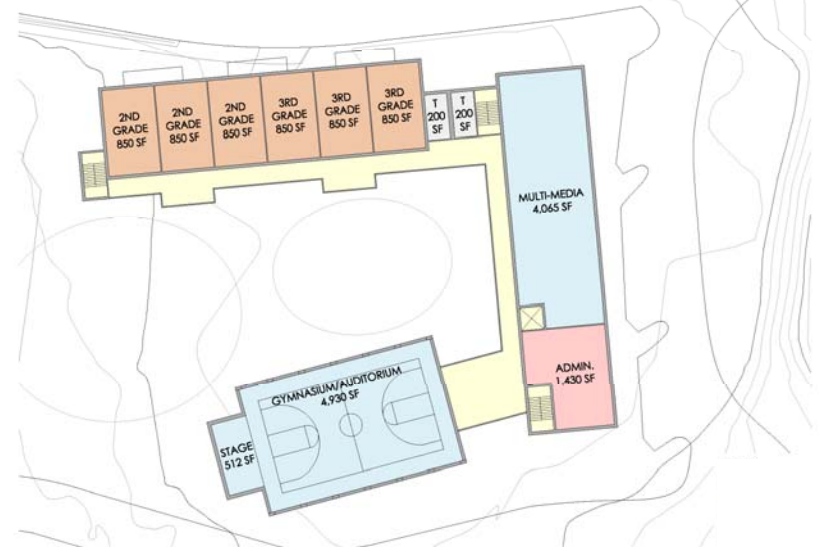 2ND
GRADE
850 SF
2ND
GRADE
850 SF
2ND
GRADE
850 SF
3RD
GRADE
850 SF
3RD
GRADE
850 SF
3RD
GRADE
850 SF
T
200
SF
T
200
SF
MULTI-MEDIA
4,065 SF
ADMIN.
1,430 SF
GYMNASIUM/AUDITORIUM
4,930 SF
STAGE
512 SF